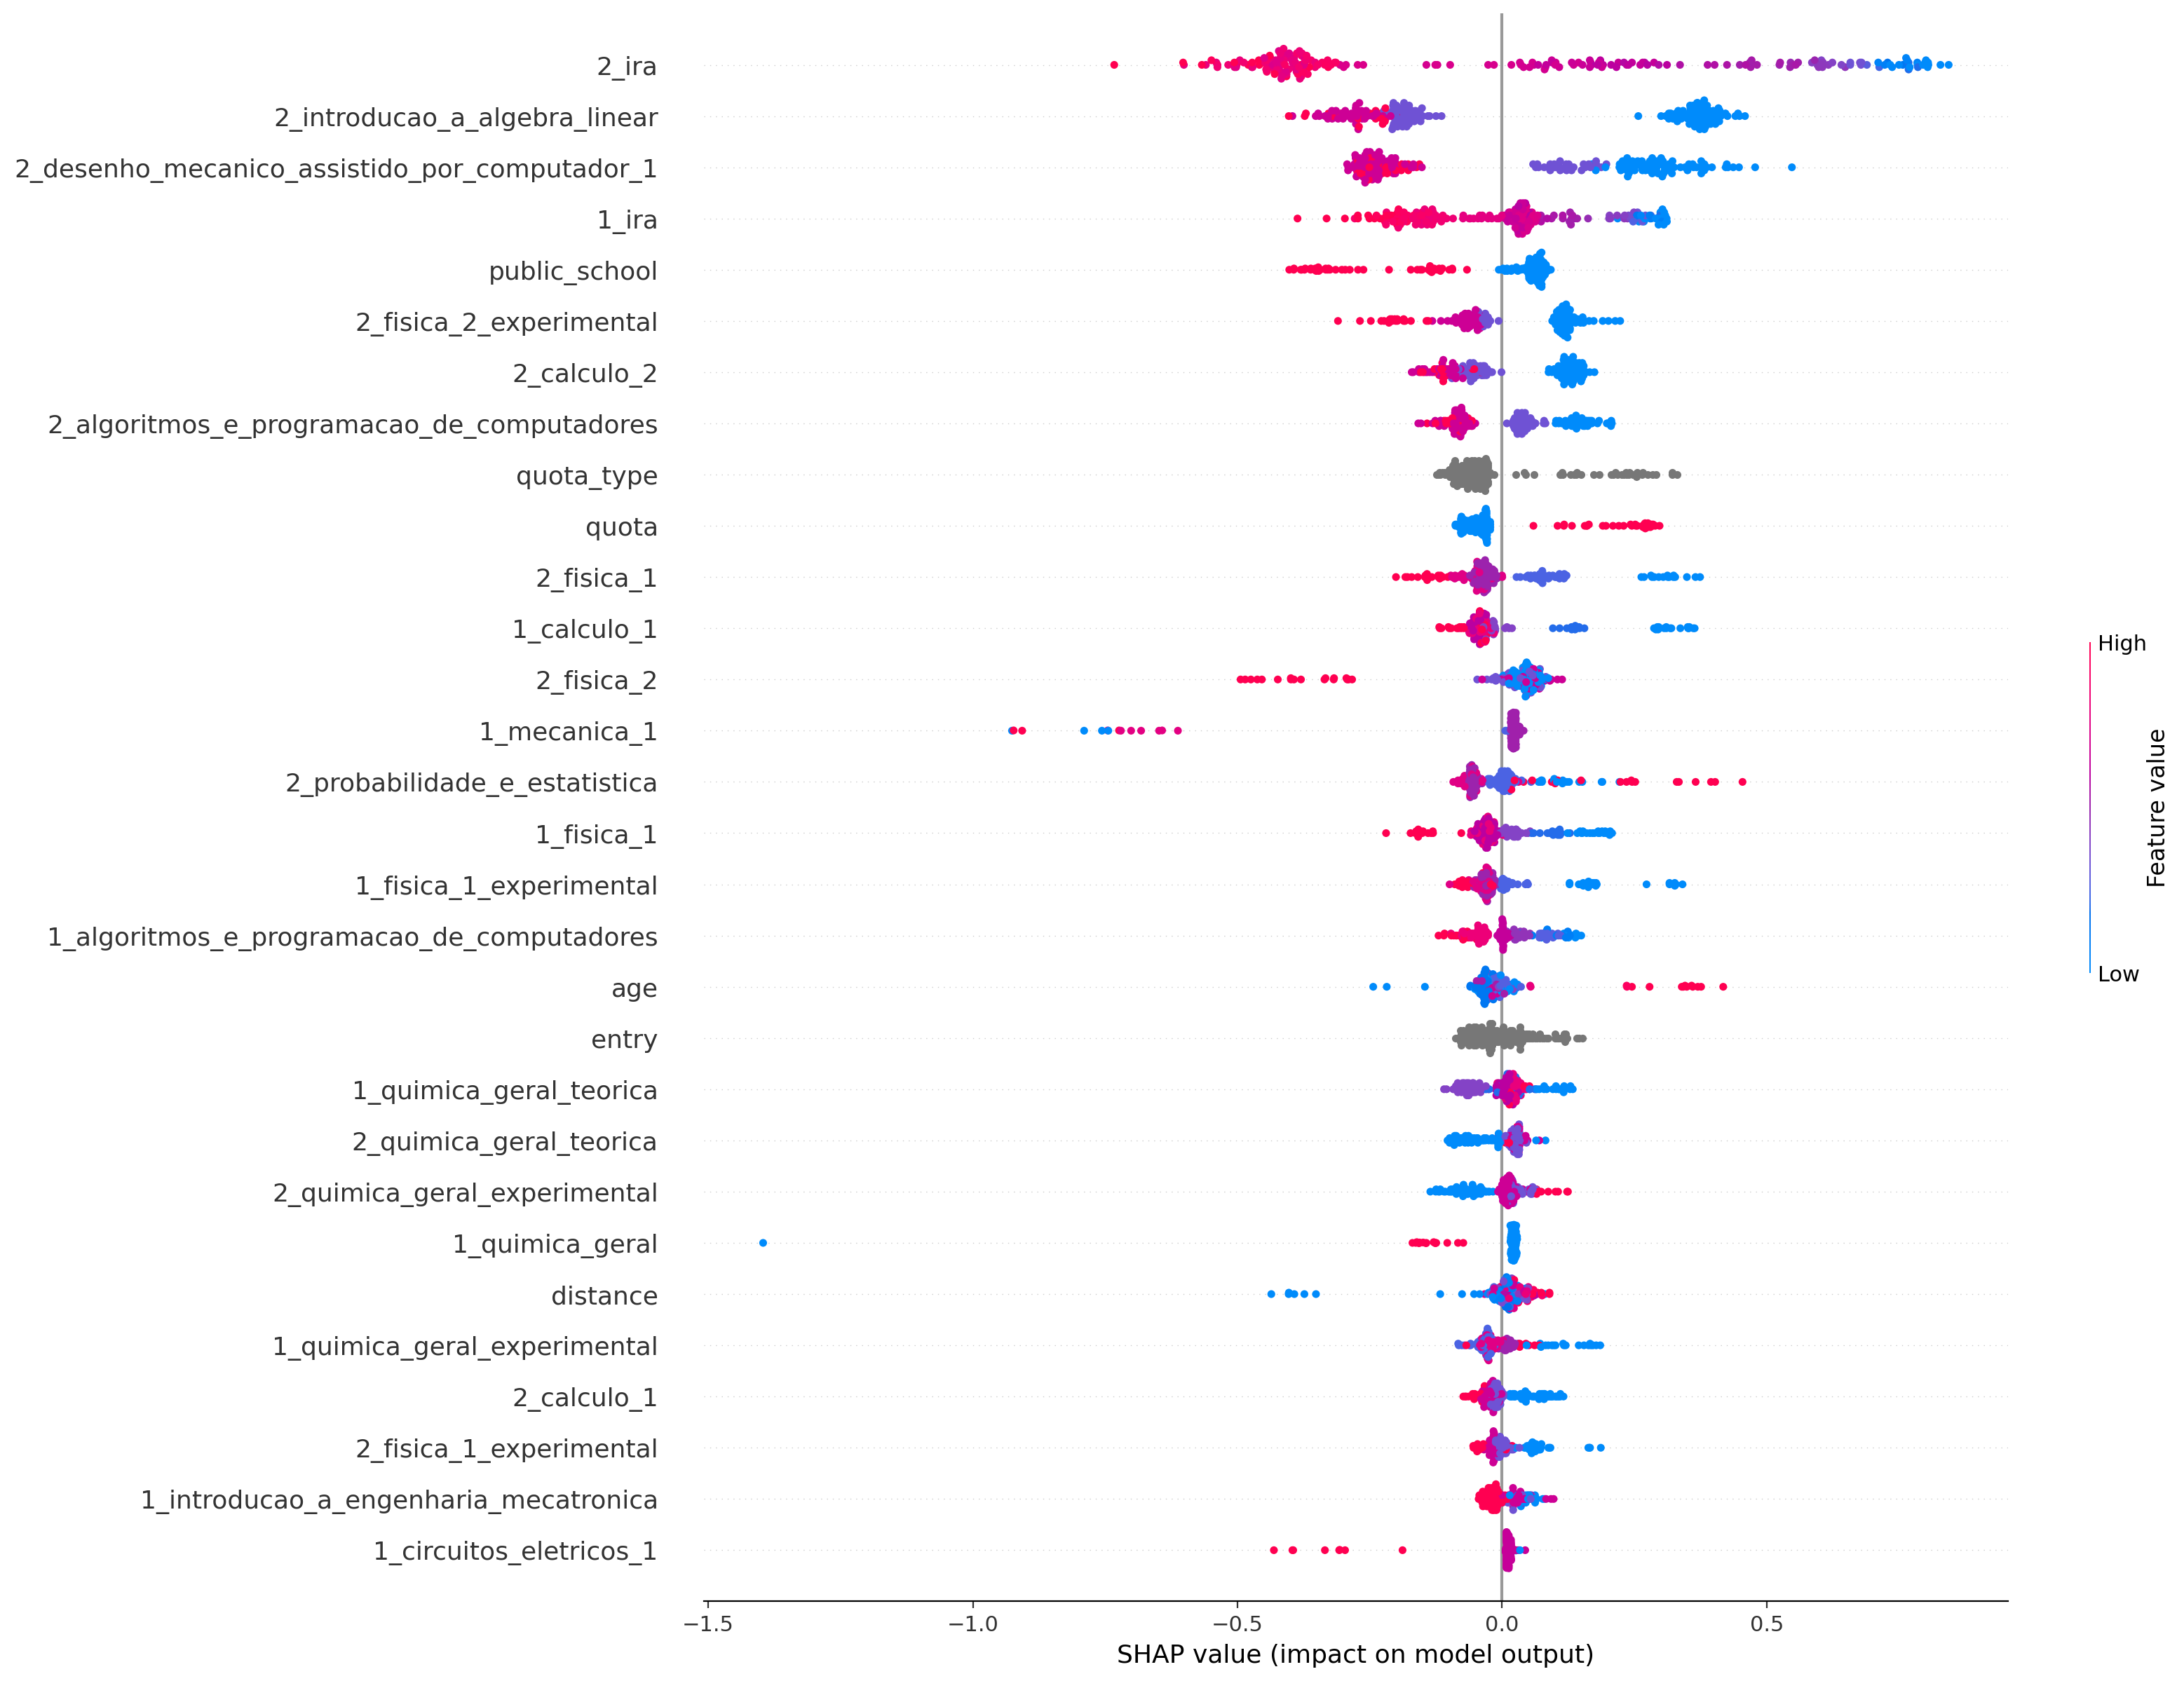 2_ira
2_introducao_a_algebra_linear
2_desenho_mecanico_assistido_por_computador_1
1_ira
public_school
2_fisica_2_experimental
2_calculo_2
2_algoritmos_e_programacao_de_computadores
quota_type
quota
2_fisica_1
1_calculo_1
2_fisica_2
1_mecanica_1
2_probabilidade_e_estatistica
1_fisica_1
1_fisica_1_experimental
1_algoritmos_e_programacao_de_computadores
age
entry
1_quimica_geral_teorica
2_quimica_geral_teorica
2_quimica_geral_experimental
1_quimica_geral
distance
1_quimica_geral_experimental
2_calculo_1
2_fisica_1_experimental
1_introducao_a_engenharia_mecatronica
1_circuitos_eletricos_1
−1.5 −1.0 −0.5 0.0 0.5
SHAP value (impact on model output)
High
Feature value
Low